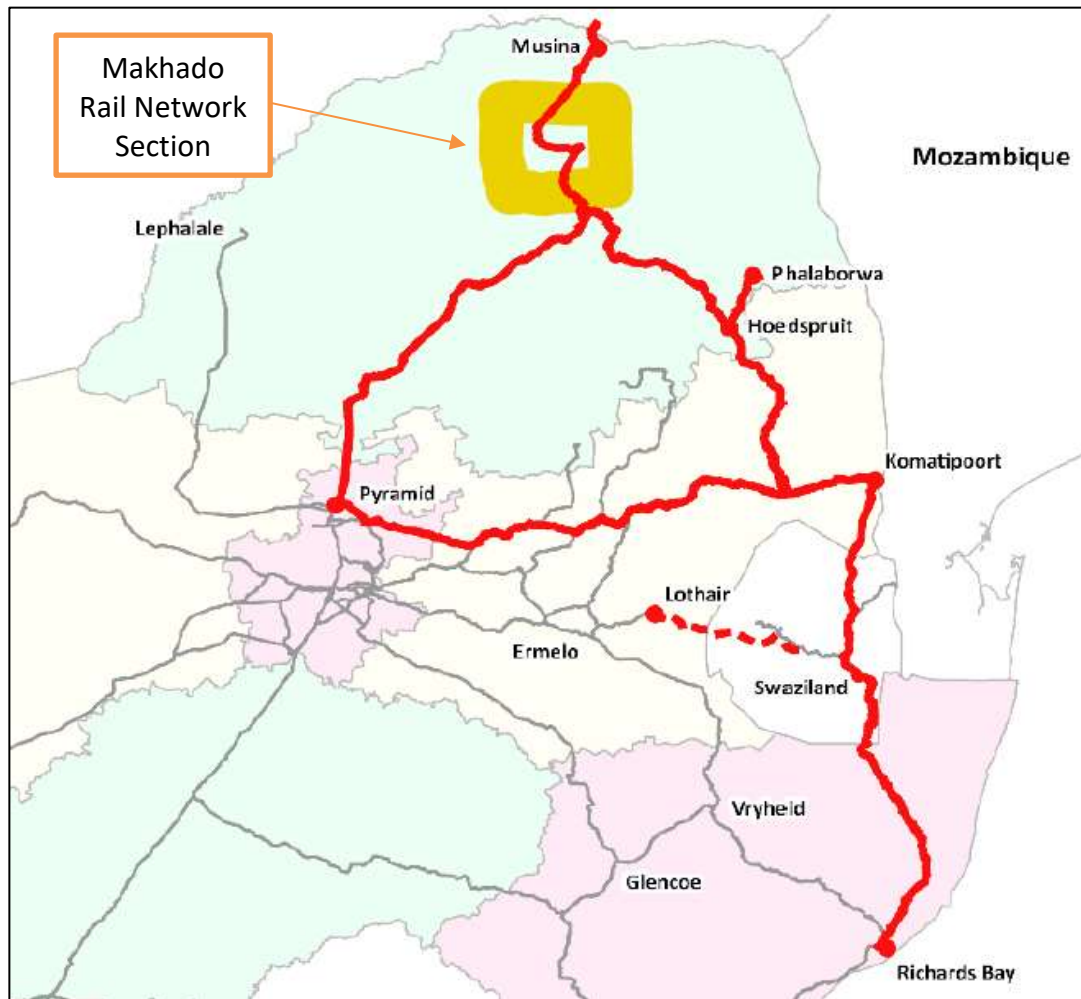 Musina
Makhado
Rail Network
Section
Mozambique
Lephalale
Phalaborwa
Hoedspruit
Komatipoort
Pyramid
Lothair
Ermelo
Swaziland
Vryheid
Glencoe
Richards Bay